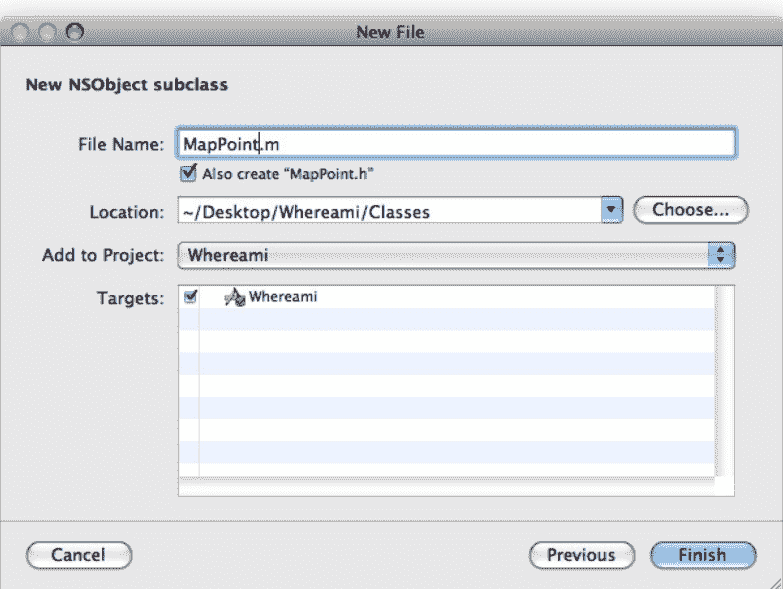 New File
New NSObject subclass
File Name: MapPoint.m
Also create "MapPoint.h"
Location: ~/Desktop/Whereami/Classes Choose...
Add to Project: Whereami
Targets: Whereami
Cancel Previous Finish